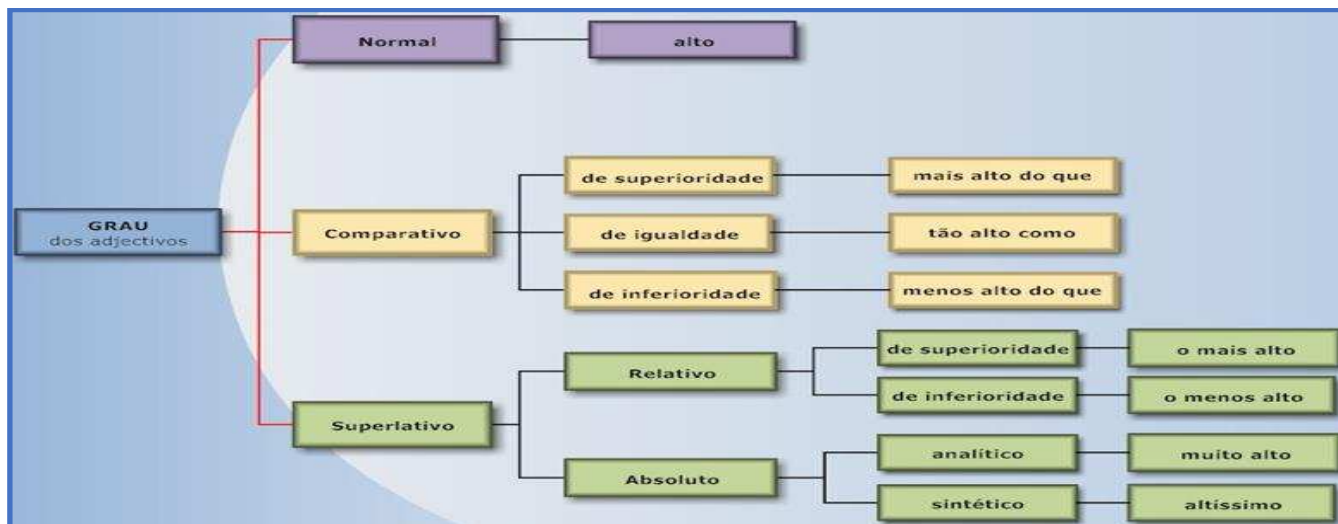 Normal
alto
GRAU
dos adjectivos
Comparativo
de superioridade
mais alto do que
de igualdade
tão alto como
de inferioridade
menos alto do que
Superlativo
Relativo
de superioridade
o mais alto
de inferioridade
o menos alto
Absoluto
analítico
muito alto
sintético
altíssimo